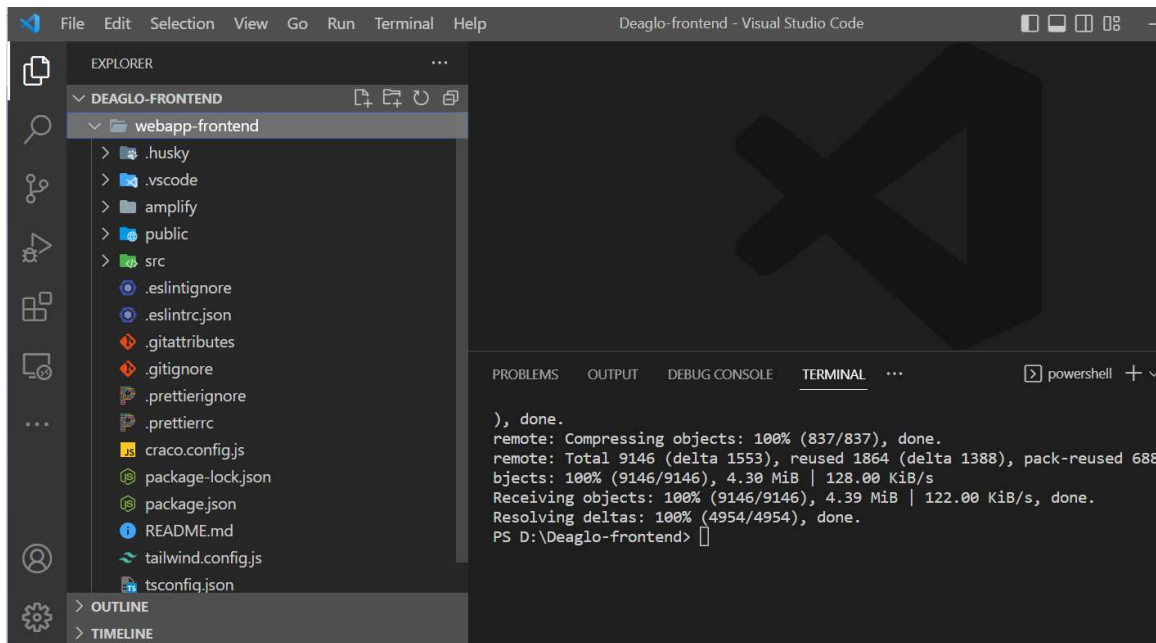 File Edit Selection View Go Run Terminal Help Deaglo-frontend - Visual Studio Code
EXPLORER
DEAGLO-FRONTEND
webapp-frontend
.husky
.vscode
amplify
public
src
.eslintignore
.eslintrc.json
.gitattributes
.gitignore
.prettierignore
.prettierrc
JS craco.config.js
package-lock.json
package.json
README.md
tailwind.config.js
TS tsconfig.json
OUTLINE
TIMELINE
PROBLEMS OUTPUT DEBUG CONSOLE TERMINAL ··· powershell
), done.
remote: Compressing objects: 100% (837/837), done.
remote: Total 9146 (delta 1553), reused 1864 (delta 1388), pack-reused 688
bjects: 100% (9146/9146), 4.30 MiB | 128.00 KiB/s
Receiving objects: 100% (9146/9146), 4.39 MiB | 122.00 KiB/s, done.
Resolving deltas: 100% (4954/4954), done.
PS D:\Deaglo-frontend>